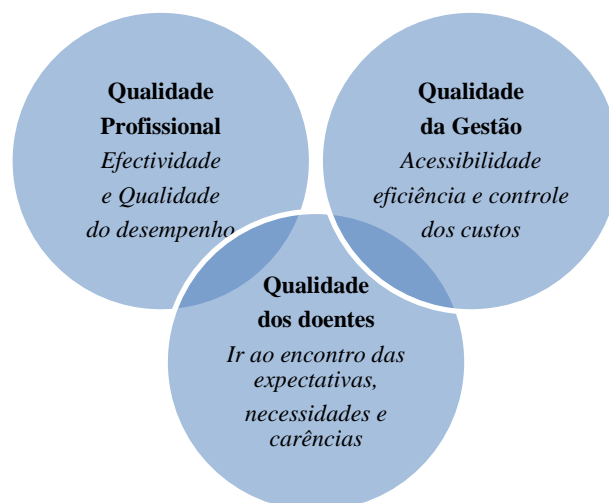 Qualidade
Profissional
Efectividade
e Qualidade
do desempenho
Qualidade
da Gestão
Acessibilidade
eficiência e controle
dos custos
Qualidade
dos doentes
Ir ao encontro das
expectativas,
necessidades e
carências